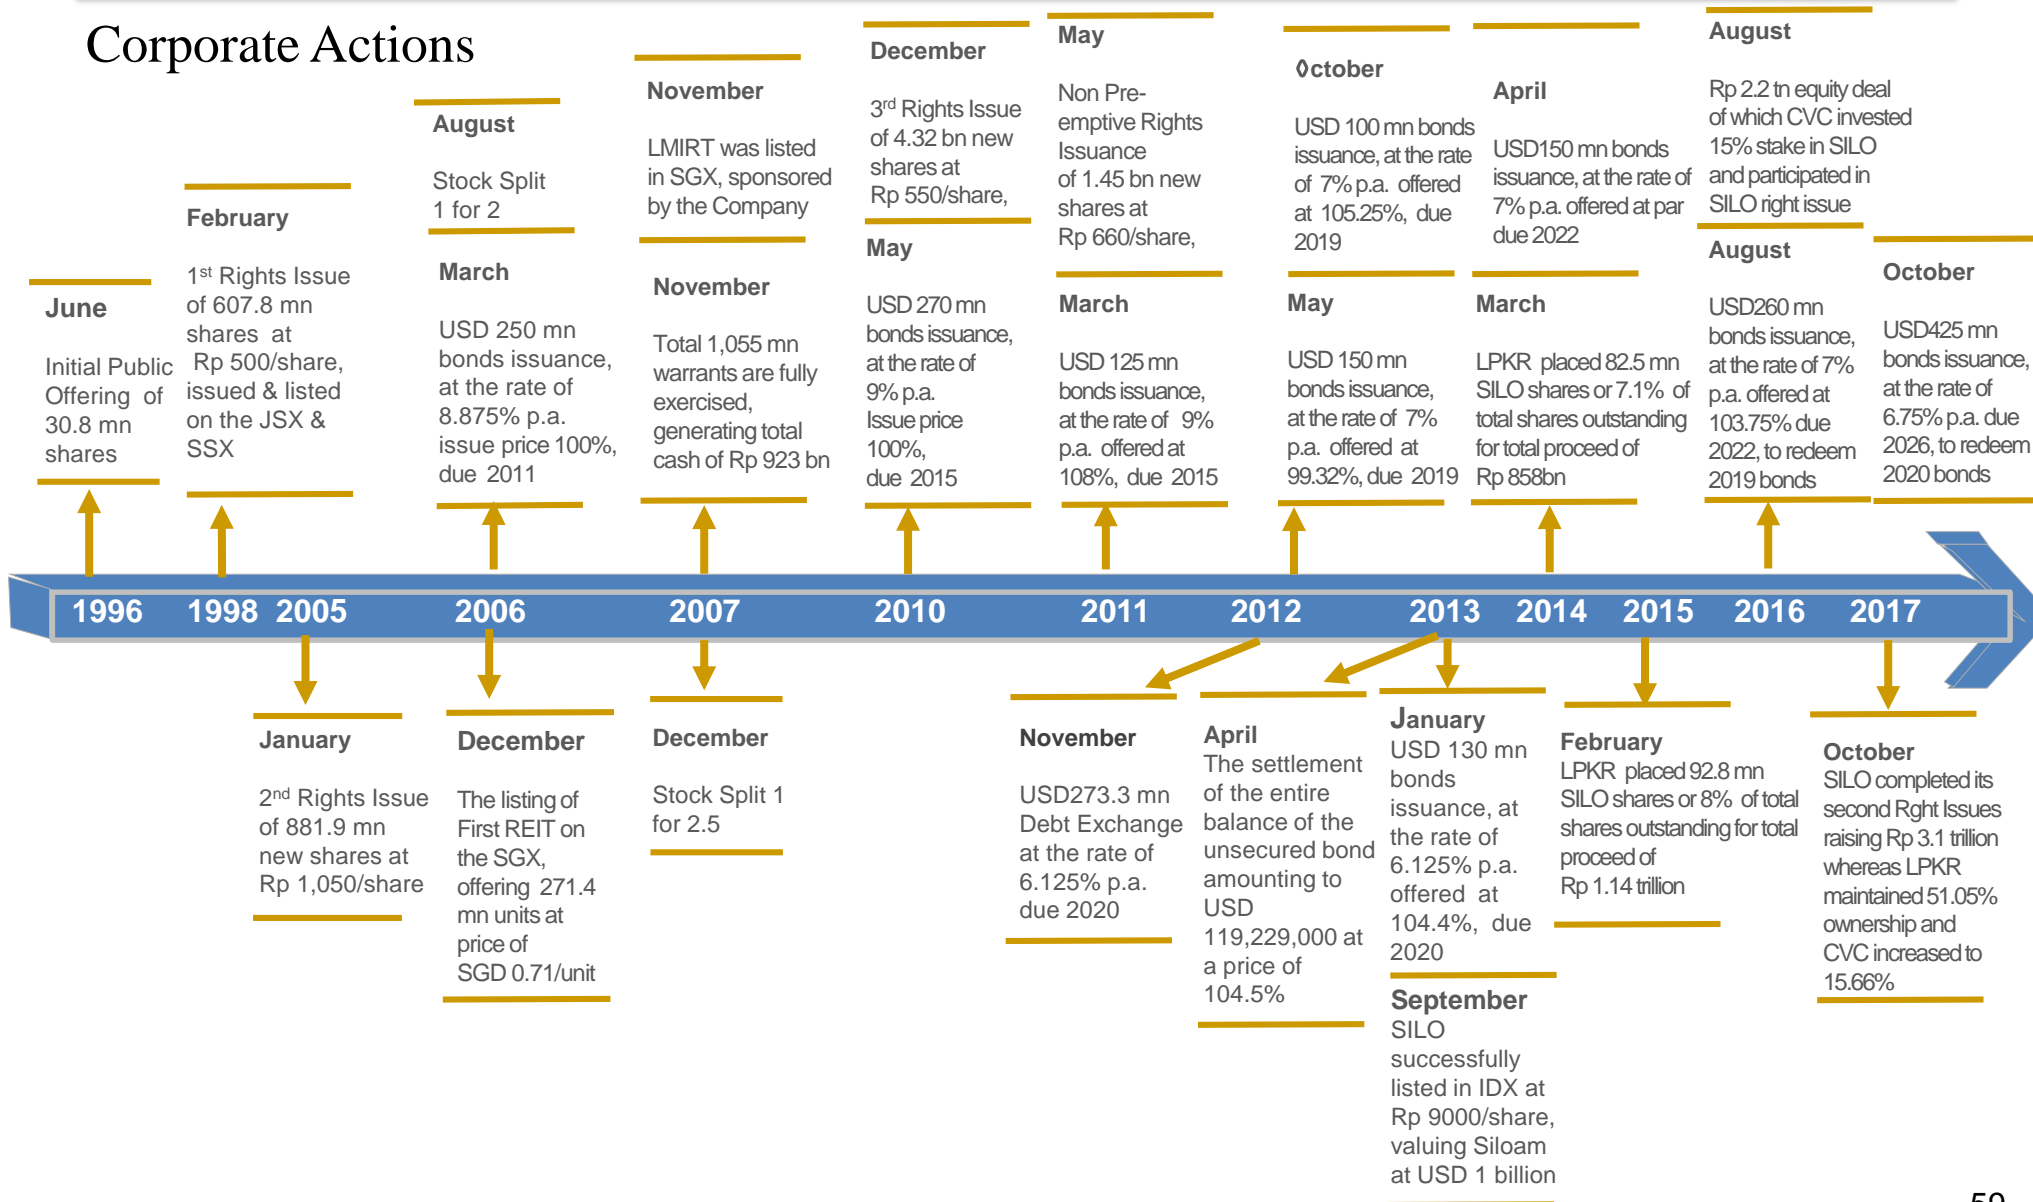 Corporate Actions
June
Initial Public
Offering of
30.8 mn
shares
February
1st Rights Issue
of 607.8 mn
shares at
Rp 500/share,
issued & listed
on the JSX &
SSX
August
Stock Split
1 for 2
March
USD 250 mn
bonds issuance,
at the rate of
8.875% p.a.
issue price 100%,
due 2011
November
LMIRT was listed
in SGX, sponsored
by the Company
November
Total 1,055 mn
warrants are fully
exercised,
generating total
cash of Rp 923 bn
December
3rd Rights Issue
of 4.32 bn new
shares at
Rp 550/share,
May
USD 270 mn
bonds issuance,
at the rate of
9% p.a.
Issue price
100%,
due 2015
May
Non Pre-
emptive Rights
Issuance
of 1.45 bn new
shares at
Rp 660/share,
March
USD 125 mn
bonds issuance,
at the rate of 9%
p.a. offered at
108%, due 2015
◊ctober
USD 100 mn bonds
issuance, at the rate
of 7% p.a. offered
at 105.25%, due
2019
May
USD 150 mn
bonds issuance,
at the rate of 7%
p.a. offered at
99.32%, due 2019
April
USD150 mn bonds
issuance, at the rate of
7% p.a. offered at par
due 2022
March
LPKR placed 82.5 mn
SILO shares or 7.1% of
total shares outstanding
for total proceed of
Rp 858bn
August
Rp 2.2 tn equity deal
of which CVC invested
15% stake in SILO
and participated in
SILO right issue
August
USD260 mn
bonds issuance,
at the rate of 7%
p.a. offered at
103.75% due
2022, to redeem
2019 bonds
October
USD425 mn
bonds issuance,
at the rate of
6.75% p.a. due
2026, to redeem
2020 bonds
1996 1998 2005 2006 2007 2010 2011 2012 2013 2014 2015 2016 2017
January
2nd Rights Issue
of 881.9 mn
new shares at
Rp 1,050/share
December
The listing of
First REIT on
the SGX,
offering 271.4
mn units at
price of
SGD 0.71/unit
December
Stock Split 1
for 2.5
November
USD273.3 mn
Debt Exchange
at the rate of
6.125% p.a.
due 2020
April
The settlement
of the entire
balance of the
unsecured bond
amounting to
USD
119,229,000 at
a price of
104.5%
January
USD 130 mn
bonds
issuance, at
the rate of
6.125% p.a.
offered at
104.4%, due
2020
September
SILO
successfully
listed in IDX at
Rp 9000/share,
valuing Siloam
at USD 1 billion
February
LPKR placed 92.8 mn
SILO shares or 8% of total
shares outstanding for total
proceed of
Rp 1.14 trillion
October
SILO completed its
second Rght Issues
raising Rp 3.1 trillion
whereas LPKR
maintained 51.05%
ownership and
CVC increased to
15.66%